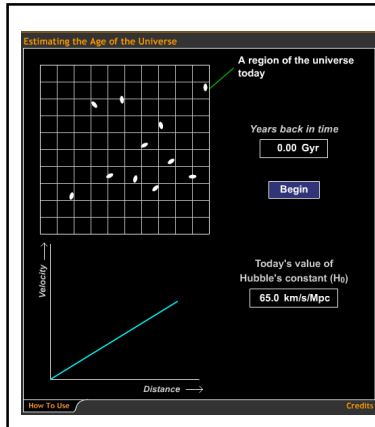 Estimating the Age of the Universe
A region of the universe
today
Years back in time
0.00 Gyr
Begin
Velocity
Today's value of
Hubble's constant (H₀)
65.0 km/s/Mpc
Distance
How To Use
Credits